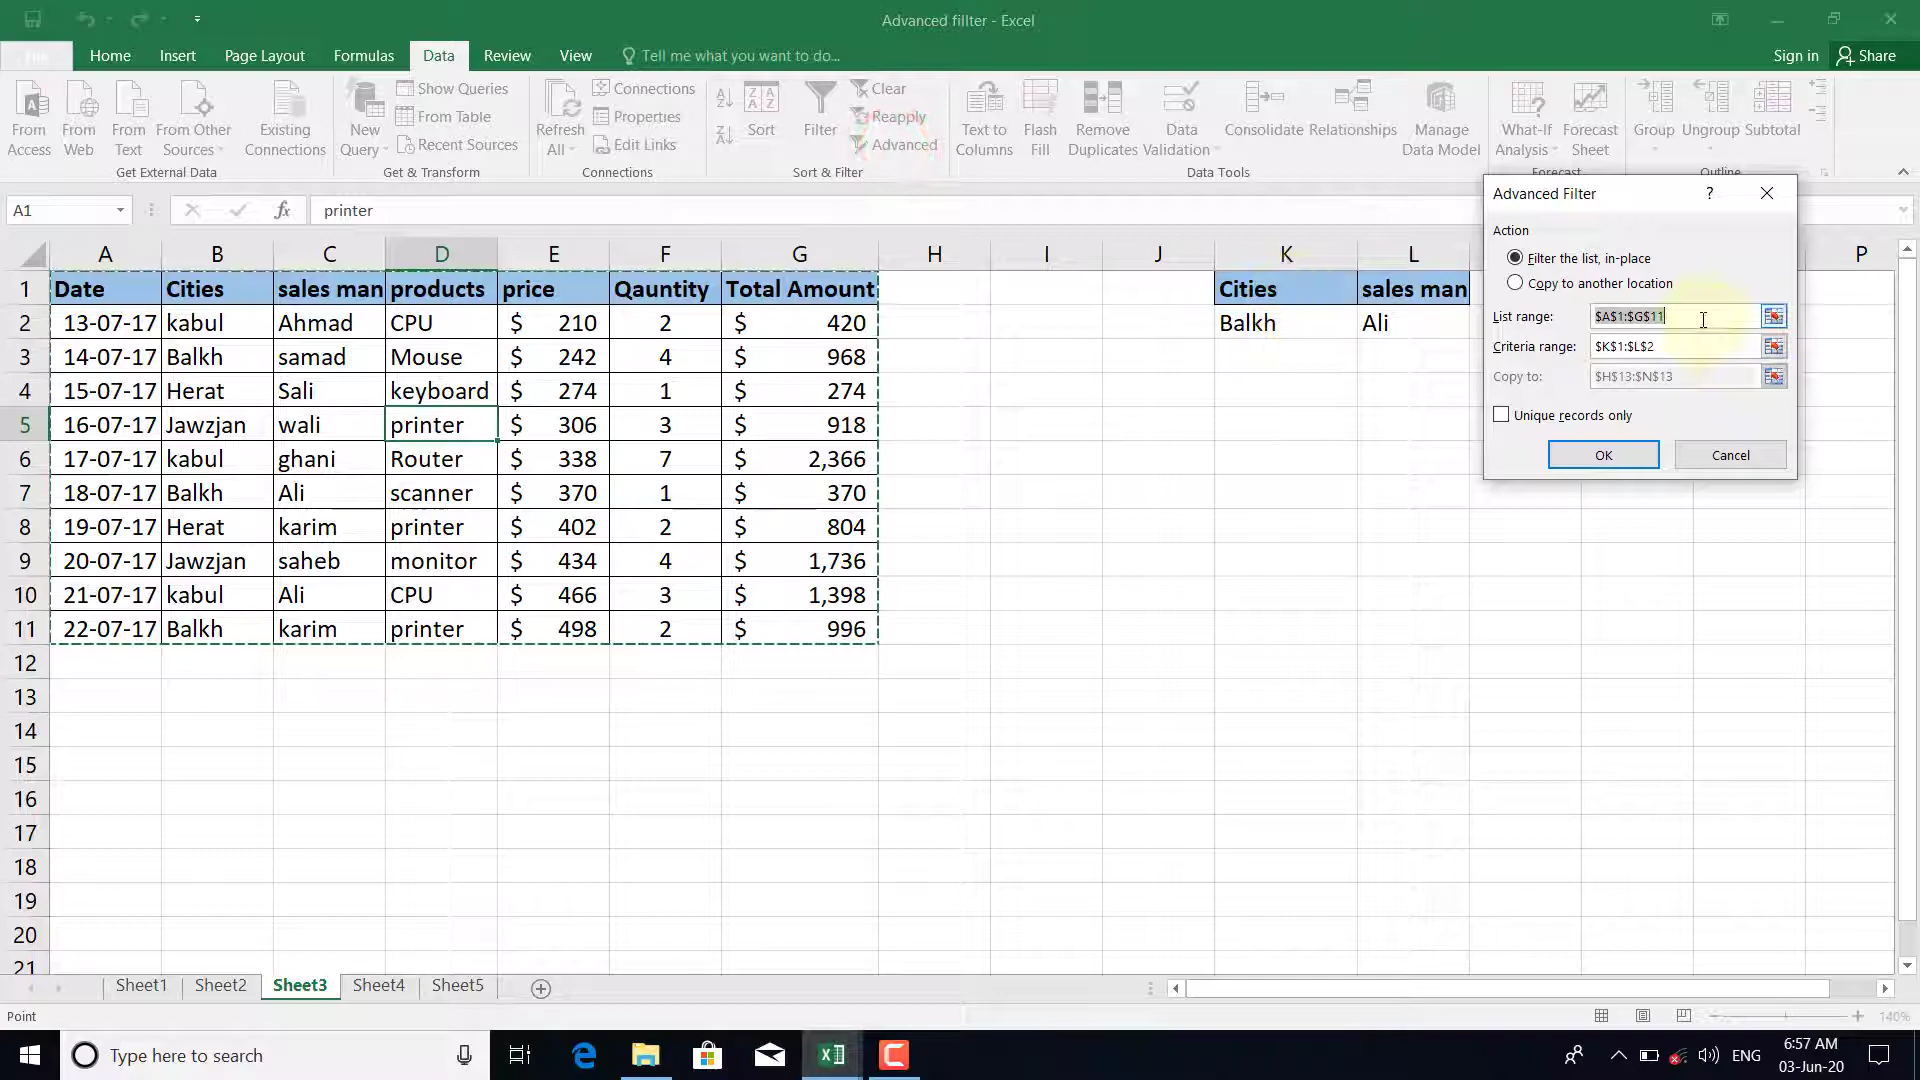 Advanced fillter - Excel
File Home Insert Page Layout Formulas Data Review View Tell me what you want to do... Sign in Share
From Access
From Web
From Text
From Other Sources
Existing Connections
Get External Data
New Query
Show Queries
From Table
Recent Sources
Get & Transform
Refresh All
Connections
Properties
Edit Links
Connections
Sort
Filter
Clear
Reapply
Advanced
Sort & Filter
Text to Columns
Flash Fill
Remove Duplicates
Data Validation
Consolidate
Relationships
Manage Data Model
Data Tools
What-If Analysis
Forecast Sheet
Forecast
Group
Ungroup
Subtotal
Outline
A1 fx printer
A B C D E F G H I J K L P
1 Date Cities sales man products price Qauntity Total Amount Cities sales man
2 13-07-17 kabul Ahmad CPU $ 210 2 $ 420 Balkh Ali
3 14-07-17 Balkh samad Mouse $ 242 4 $ 968
4 15-07-17 Herat Sali keyboard $ 274 1 $ 274
5 16-07-17 Jawzjan wali printer $ 306 3 $ 918
6 17-07-17 kabul ghani Router $ 338 7 $ 2,366
7 18-07-17 Balkh Ali scanner $ 370 1 $ 370
8 19-07-17 Herat karim printer $ 402 2 $ 804
9 20-07-17 Jawzjan saheb monitor $ 434 4 $ 1,736
10 21-07-17 kabul Ali CPU $ 466 3 $ 1,398
11 22-07-17 Balkh karim printer $ 498 2 $ 996
12
13
14
15
16
17
18
19
20
21
Advanced Filter ?
Action
Filter the list, in-place
Copy to another location
List range: $A$1:$G$11
Criteria range: $K$1:$L$2
Copy to: $H$13:$N$13
Unique records only
OK Cancel
Sheet1 Sheet2 Sheet3 Sheet4 Sheet5
Point 140%
Type here to search
ENG
6:57 AM
03-Jun-20